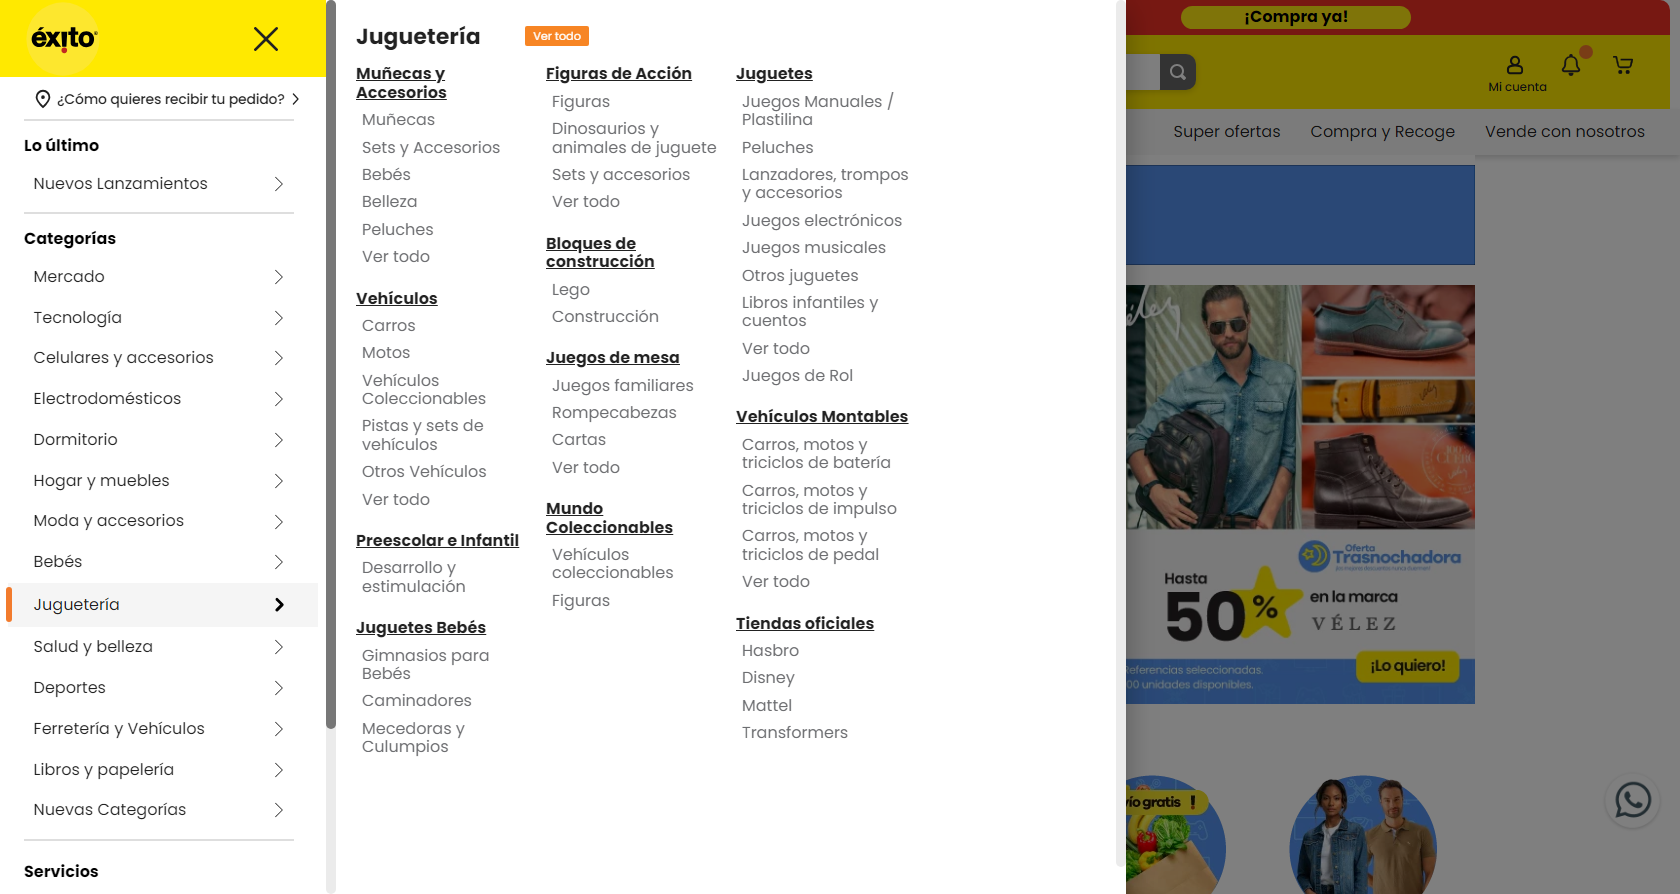 éxito
¿Cómo quieres recibir tu pedido?
Lo último
Nuevos Lanzamientos
Categorías
Mercado
Tecnología
Celulares y accesorios
Electrodomésticos
Dormitorio
Hogar y muebles
Moda y accesorios
Bebés
Juguetería
Salud y belleza
Deportes
Ferretería y Vehículos
Libros y papelería
Nuevas Categorías
Servicios
Juguetería
Ver todo
Muñecas y
Accesorios
Muñecas
Sets y Accesorios
Bebés
Belleza
Peluches
Ver todo
Vehículos
Carros
Motos
Vehículos
Coleccionables
Pistas y sets de
vehículos
Otros Vehículos
Ver todo
Preescolar e Infantil
Desarrollo y
estimulación
Juguetes Bebés
Gimnasios para
Bebés
Caminadores
Mecedoras y
Culumpios
Figuras de Acción
Figuras
Dinosaurios y
animales de juguete
Sets y accesorios
Ver todo
Bloques de
construcción
Lego
Construcción
Juegos de mesa
Juegos familiares
Rompecabezas
Cartas
Ver todo
Mundo
Coleccionables
Vehículos
coleccionables
Figuras
Juguetes
Juegos Manuales /
Plastilina
Peluches
Lanzadores, trompos
y accesorios
Juegos electrónicos
Juegos musicales
Otros juguetes
Libros infantiles y
cuentos
Ver todo
Juegos de Rol
Vehículos Montables
Carros, motos y
triciclos de batería
Carros, motos y
triciclos de impulso
Carros, motos y
triciclos de pedal
Ver todo
Tiendas oficiales
Hasbro
Disney
Mattel
Transformers
¡Compra ya!
Mi cuenta
Super ofertas
Compra y Recoge
Vende con nosotros
Oferta
Trasnochadora
Hasta
50%
en la marca
VÉLEZ
¡Lo quiero!
referencias seleccionadas.
00 unidades disponibles.
vío gratis !